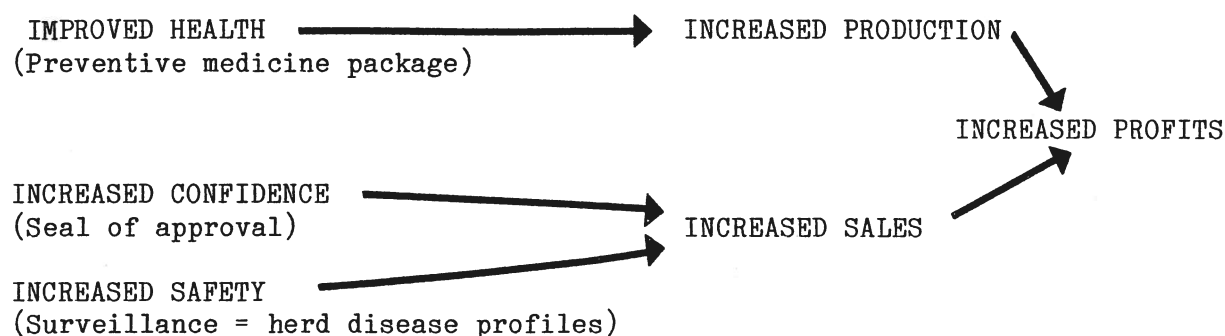 IMPROVED HEALTH
(Preventive medicine package)
INCREASED PRODUCTION
INCREASED PROFITS
INCREASED CONFIDENCE
(Seal of approval)
INCREASED SALES
INCREASED SAFETY
(Surveillance = herd disease profiles)